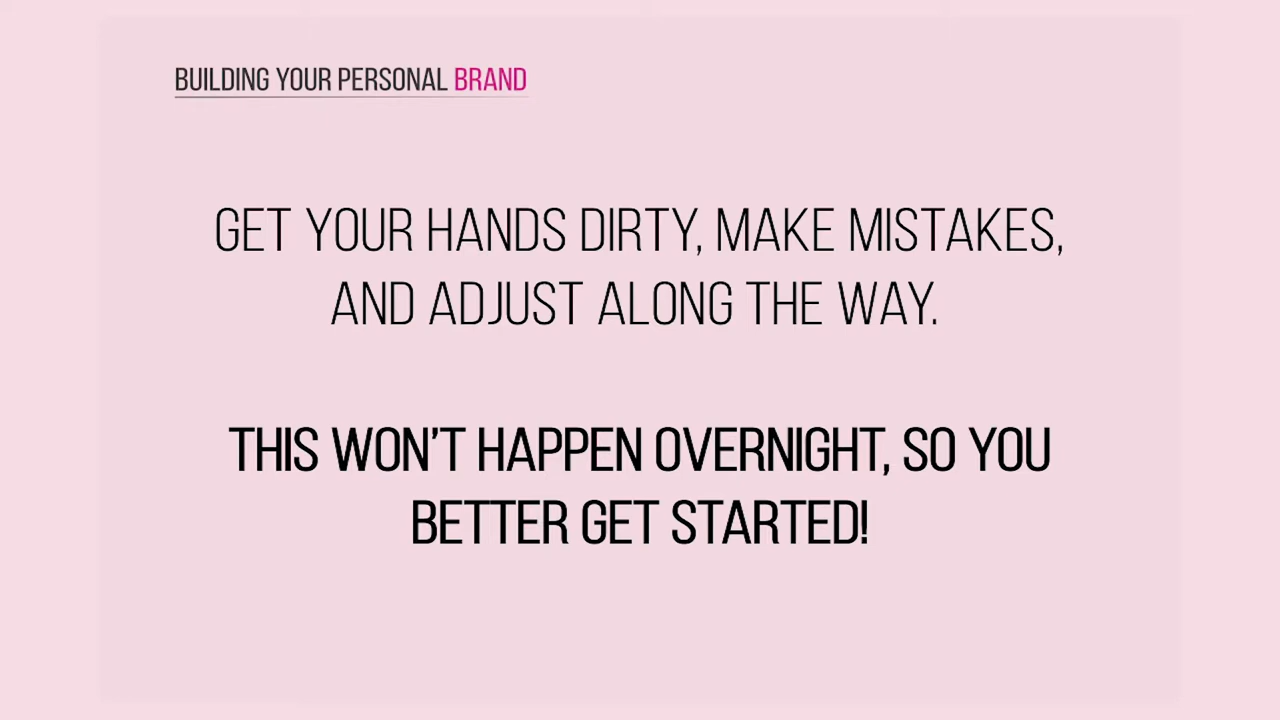 BUILDING YOUR PERSONAL BRAND
GET YOUR HANDS DIRTY, MAKE MISTAKES,
AND ADJUST ALONG THE WAY.
THIS WON’T HAPPEN OVERNIGHT, SO YOU
BETTER GET STARTED!